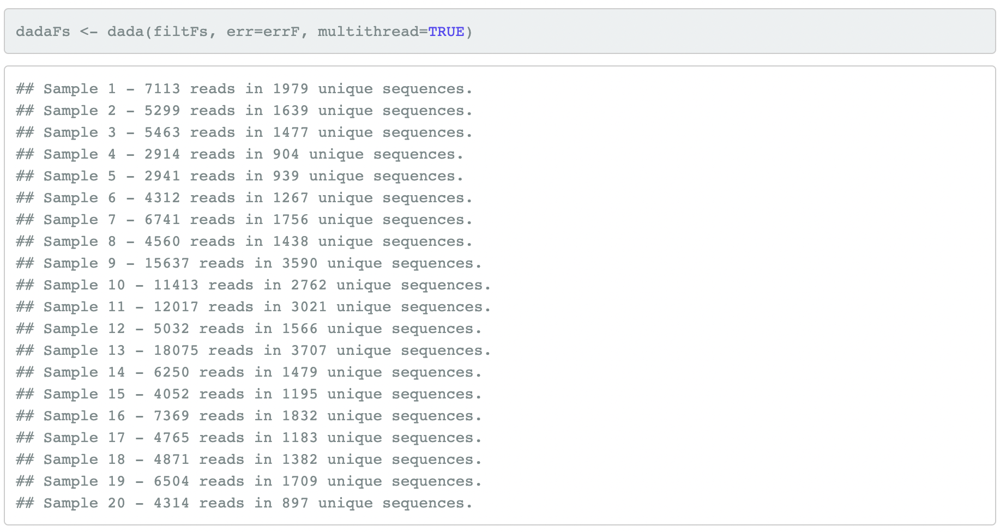 dadaFs <- dada(filtFs, err=errF, multithread=TRUE)
## Sample 1 - 7113 reads in 1979 unique sequences.
## Sample 2 - 5299 reads in 1639 unique sequences.
## Sample 3 - 5463 reads in 1477 unique sequences.
## Sample 4 - 2914 reads in 904 unique sequences.
## Sample 5 - 2941 reads in 939 unique sequences.
## Sample 6 - 4312 reads in 1267 unique sequences.
## Sample 7 - 6741 reads in 1756 unique sequences.
## Sample 8 - 4560 reads in 1438 unique sequences.
## Sample 9 - 15637 reads in 3590 unique sequences.
## Sample 10 - 11413 reads in 2762 unique sequences.
## Sample 11 - 12017 reads in 3021 unique sequences.
## Sample 12 - 5032 reads in 1566 unique sequences.
## Sample 13 - 18075 reads in 3707 unique sequences.
## Sample 14 - 6250 reads in 1479 unique sequences.
## Sample 15 - 4052 reads in 1195 unique sequences.
## Sample 16 - 7369 reads in 1832 unique sequences.
## Sample 17 - 4765 reads in 1183 unique sequences.
## Sample 18 - 4871 reads in 1382 unique sequences.
## Sample 19 - 6504 reads in 1709 unique sequences.
## Sample 20 - 4314 reads in 897 unique sequences.